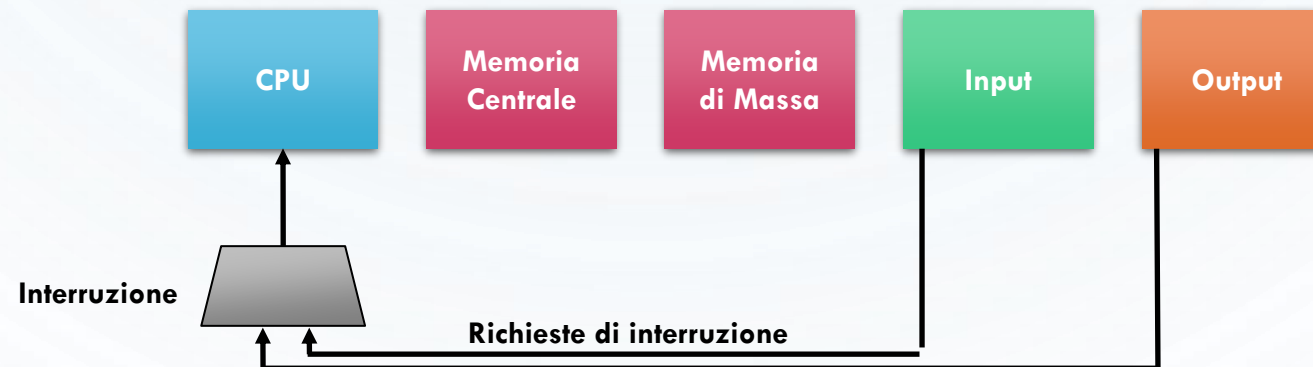 CPU
Memoria
Centrale
Memoria
di Massa
Input
Output
Interruzione
Richieste di interruzione